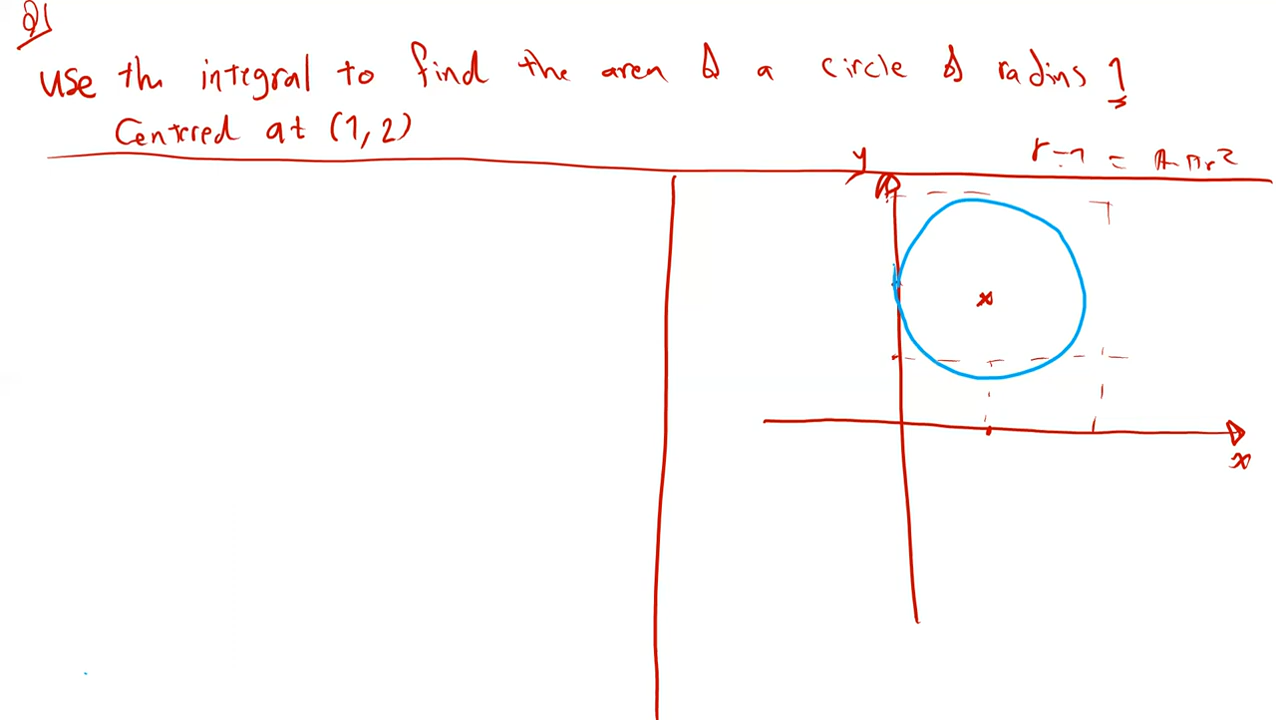 Q1
Use the integral to find the area of a circle of radius 1
Centred at (1, 2)
y
r=1 = A=πr²
x